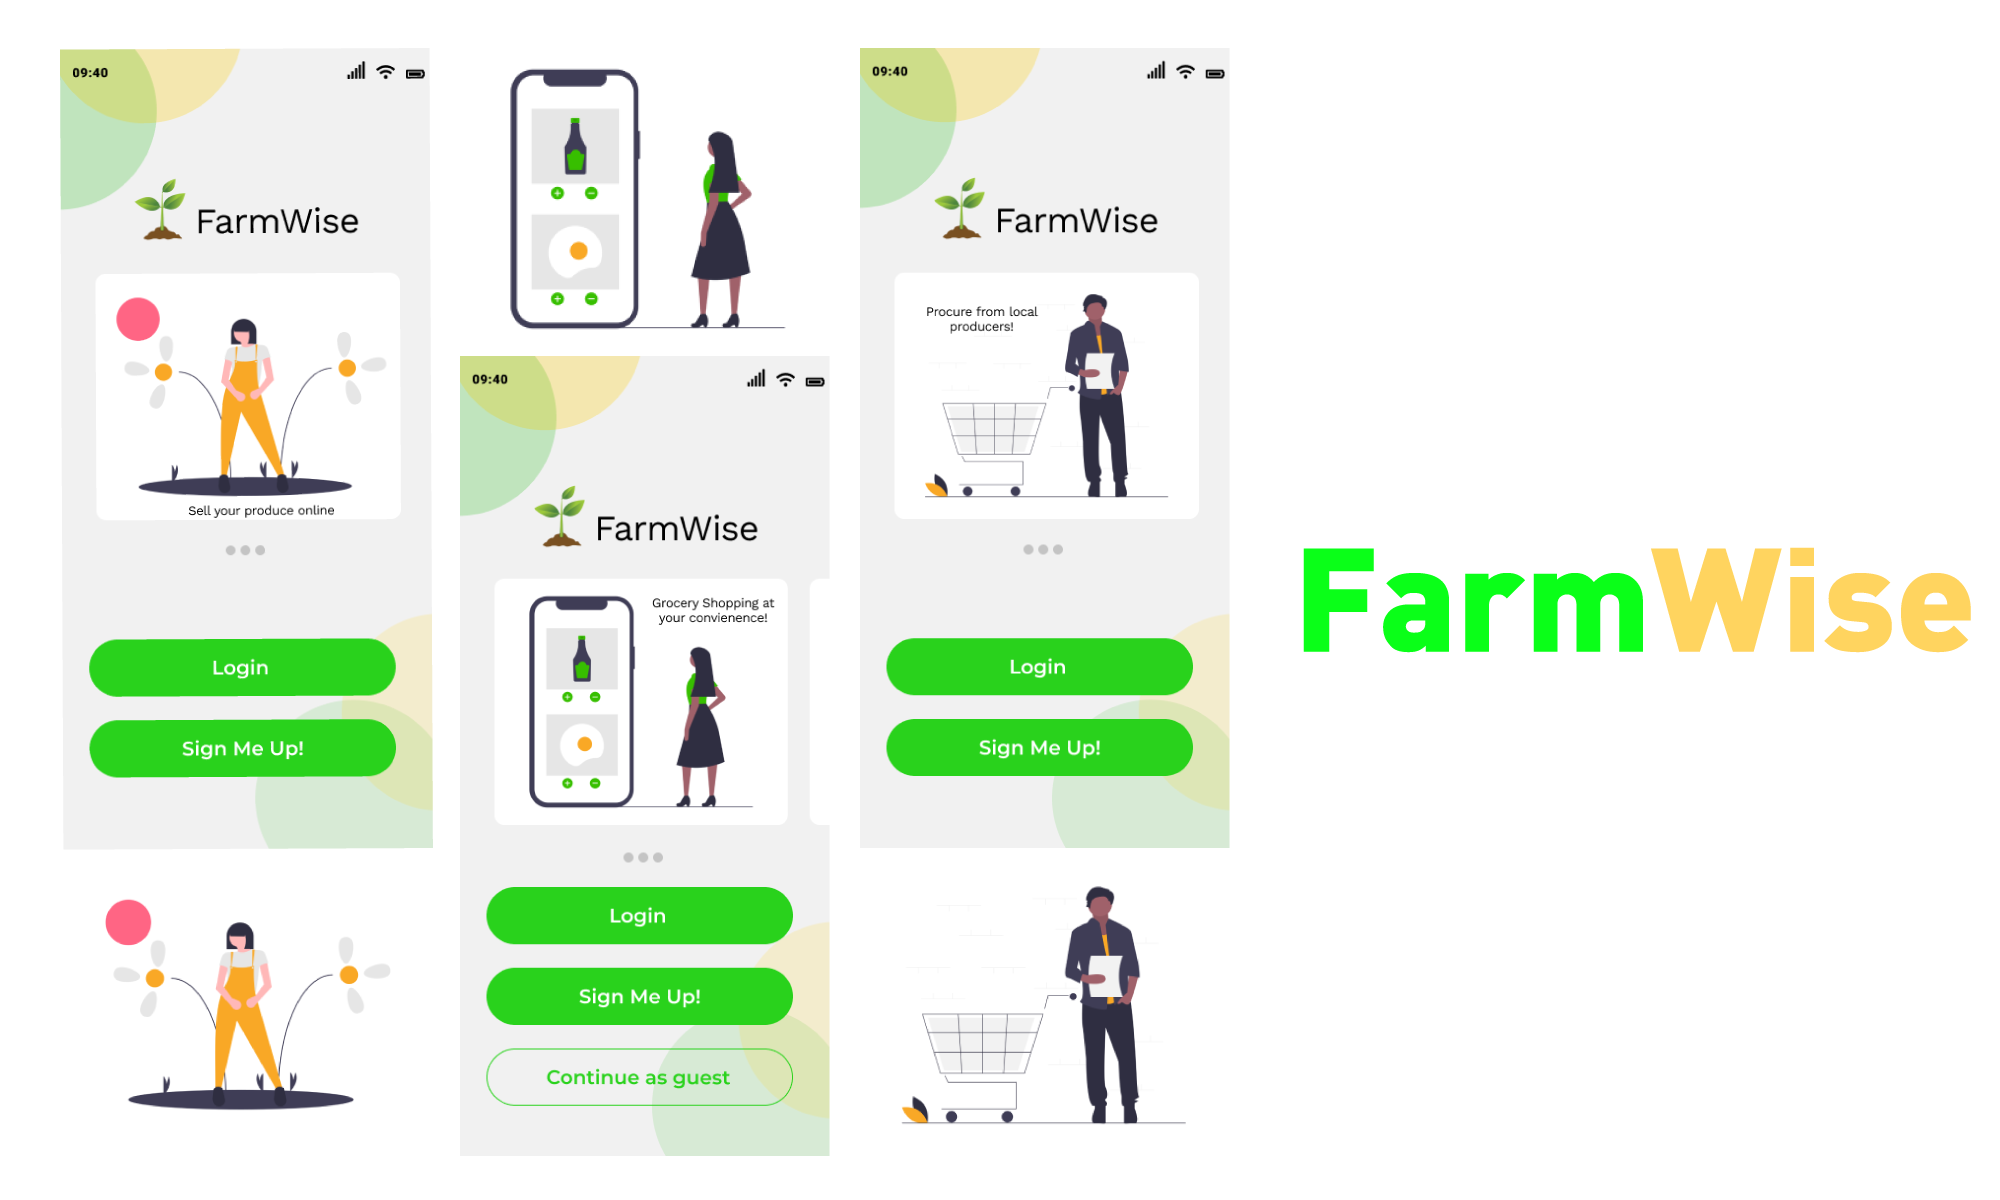 09:40
FarmWise
Sell your produce online
Login
Sign Me Up!
09:40
FarmWise
Grocery Shopping at
your convienence!
Login
Sign Me Up!
Continue as guest
09:40
FarmWise
Procure from local
producers!
Login
Sign Me Up!
FarmWise